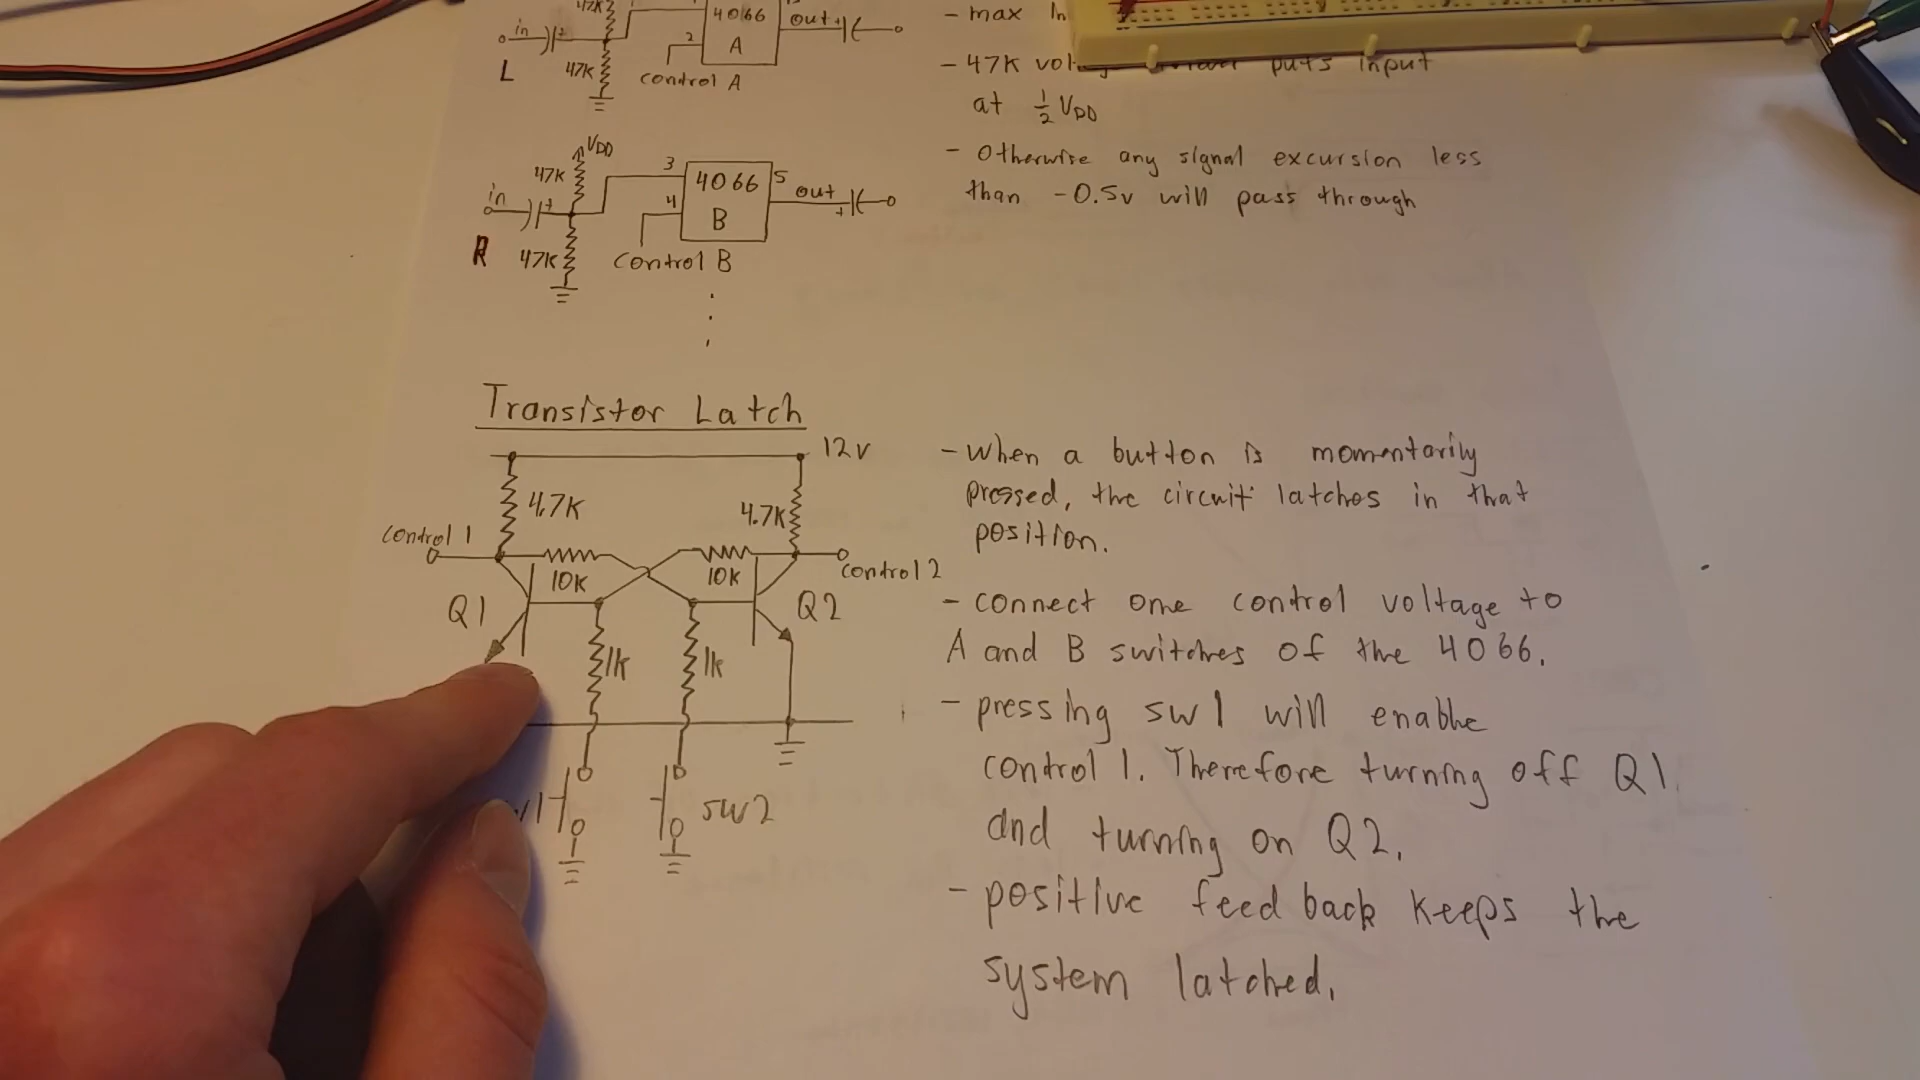 47K
in
+
L
47K
4066
A
2
control A
out
+
- max In
- 47K puts input
at 1/2 VDD
- Otherwise any signal excursion less
than -0.5v will pass through
VDD
47K
in
+
R
47K
3
4
4066
B
5
out
+
control B
Transistor Latch
12v
4.7K
4.7K
control 1
10K
10K
control 2
Q1
Q2
1k
1k
sw2
- when a button is momentarily
pressed, the circuit latches in that
position.
- connect one control voltage to
A and B switches of the 4066.
- pressing sw1 will enable
control 1. Therefore turning off Q1
and turning on Q2.
- positive feed back keeps the
system latched.